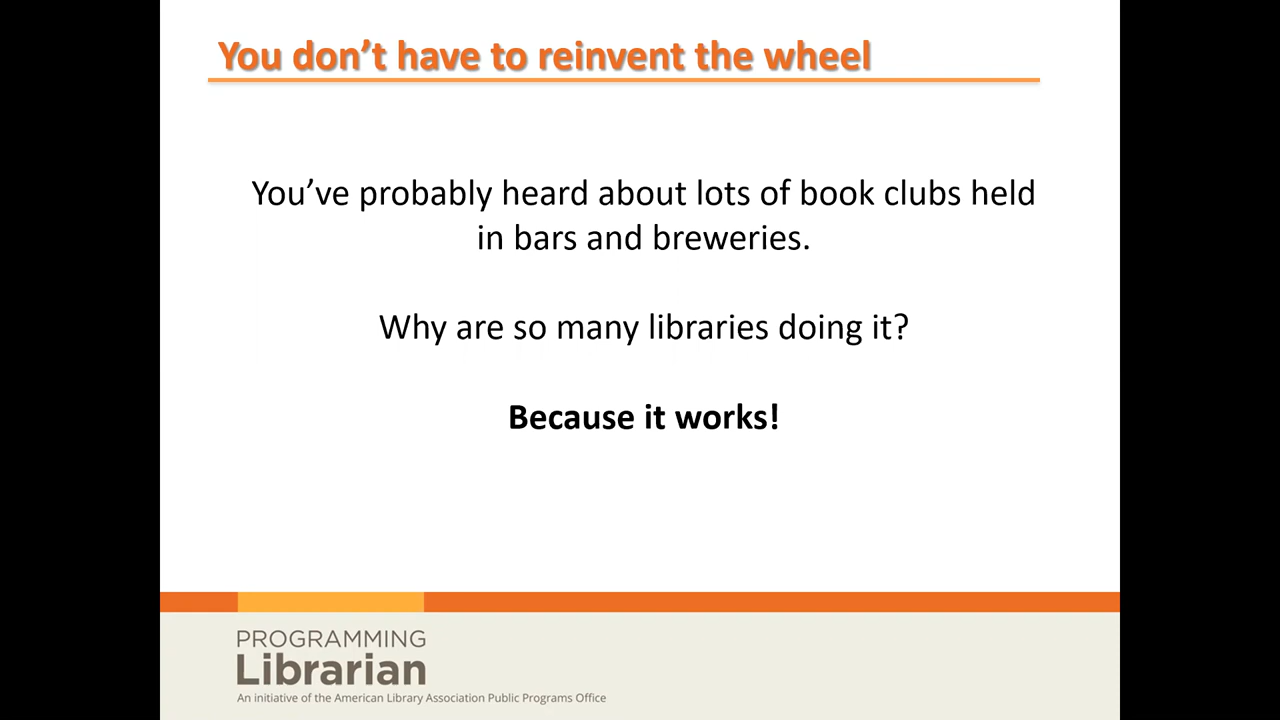 You don’t have to reinvent the wheel
You’ve probably heard about lots of book clubs held
in bars and breweries.
Why are so many libraries doing it?
Because it works!
PROGRAMMING
Librarian
An initiative of the American Library Association Public Programs Office